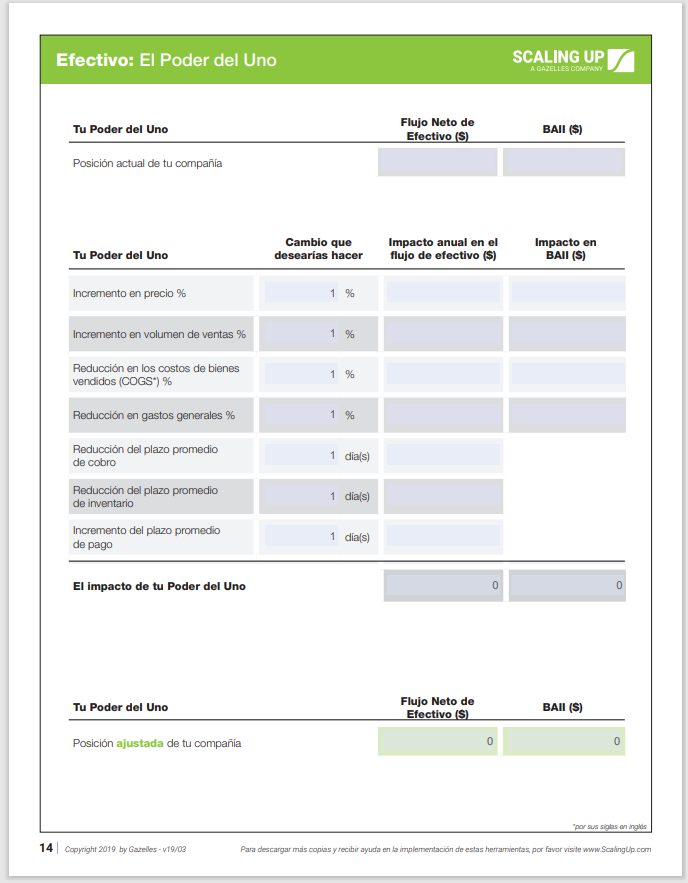 Efectivo: El Poder del Uno
SCALING UP
A GAZELLES COMPANY
Tu Poder del Uno
Flujo Neto de
Efectivo ($)
BAII ($)
Posición actual de tu compañía
Tu Poder del Uno
Cambio que
desearías hacer
Impacto anual en el
flujo de efectivo ($)
Impacto en
BAII ($)
Incremento en precio % 1 %
Incremento en volumen de ventas % 1 %
Reducción en los costos de bienes
vendidos (COGS*) % 1 %
Reducción en gastos generales % 1 %
Reducción del plazo promedio
de cobro 1 día(s)
Reducción del plazo promedio
de inventario 1 día(s)
Incremento del plazo promedio
de pago 1 día(s)
El impacto de tu Poder del Uno 0 0
Tu Poder del Uno
Flujo Neto de
Efectivo ($)
BAII ($)
Posición ajustada de tu compañía 0 0
*por sus siglas en inglés
14 Copyright 2019 by Gazelles - v19/03 Para descargar más copias y recibir ayuda en la implementación de estas herramientas, por favor visite www.ScalingUp.com